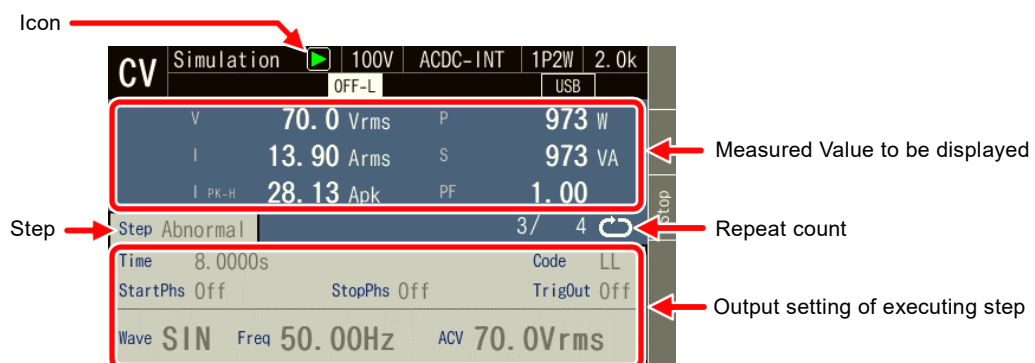 Icon
CV Simulation 100V ACDC-INT 1P2W 2.0k
OFF-L USB
V 70.0 Vrms P 973 W
I 13.90 Arms S 973 VA
I PK-H 28.13 Apk PF 1.00
Measured Value to be displayed
Stop
Step
Step Abnormal 3/ 4
Repeat count
Time 8.0000s Code LL
StartPhs Off StopPhs Off TrigOut Off
Output setting of executing step
Wave SIN Freq 50.00Hz ACV 70.0Vrms